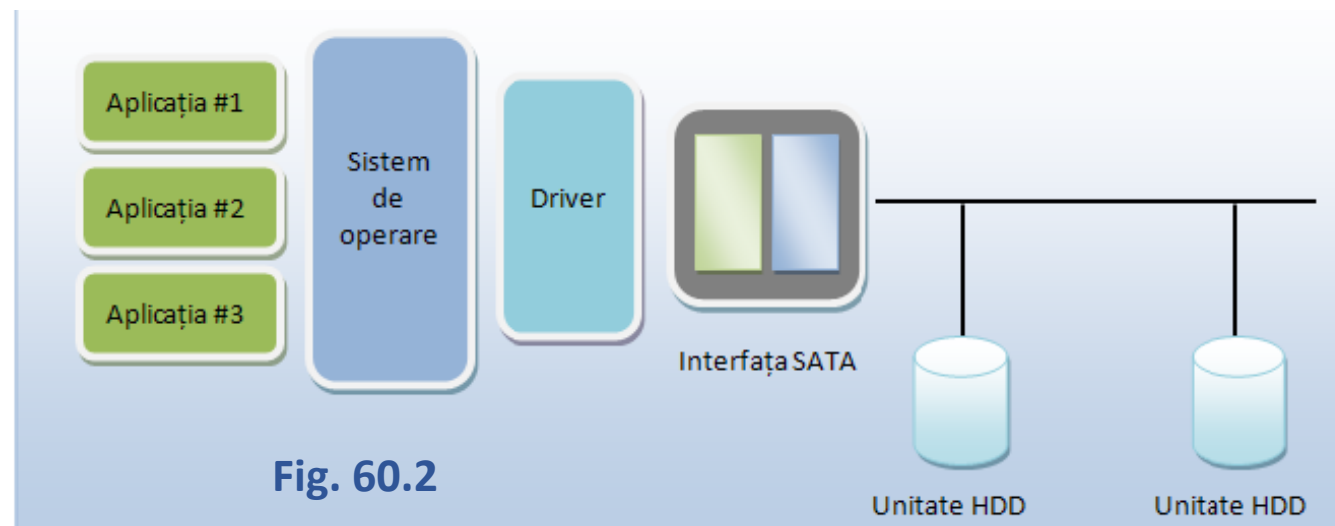 Aplicația #1
Aplicația #2
Aplicația #3
Sistem
de
operare
Driver
Interfața SATA
Unitate HDD
Unitate HDD
Fig. 60.2